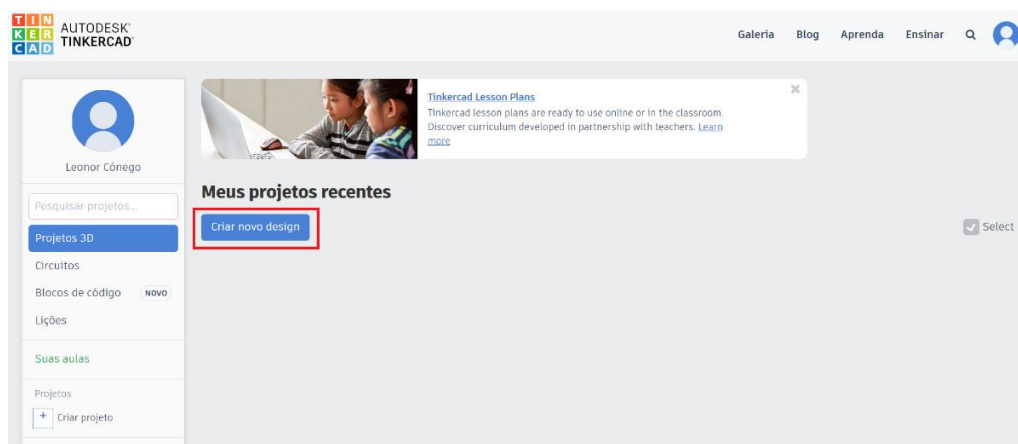 TIN
KER
CAD
AUTODESK®
TINKERCAD®
Galeria Blog Aprenda Ensinar
Leonor Cónego
Pesquisar projetos...
Projetos 3D
Circuitos
Blocos de código NOVO
Lições
Suas aulas
Projetos
+ Criar projeto
Tinkercad Lesson Plans
Tinkercad lesson plans are ready to use online or in the classroom.
Discover curriculum developed in partnership with teachers. Learn
more
Meus projetos recentes
Criar novo design
Select